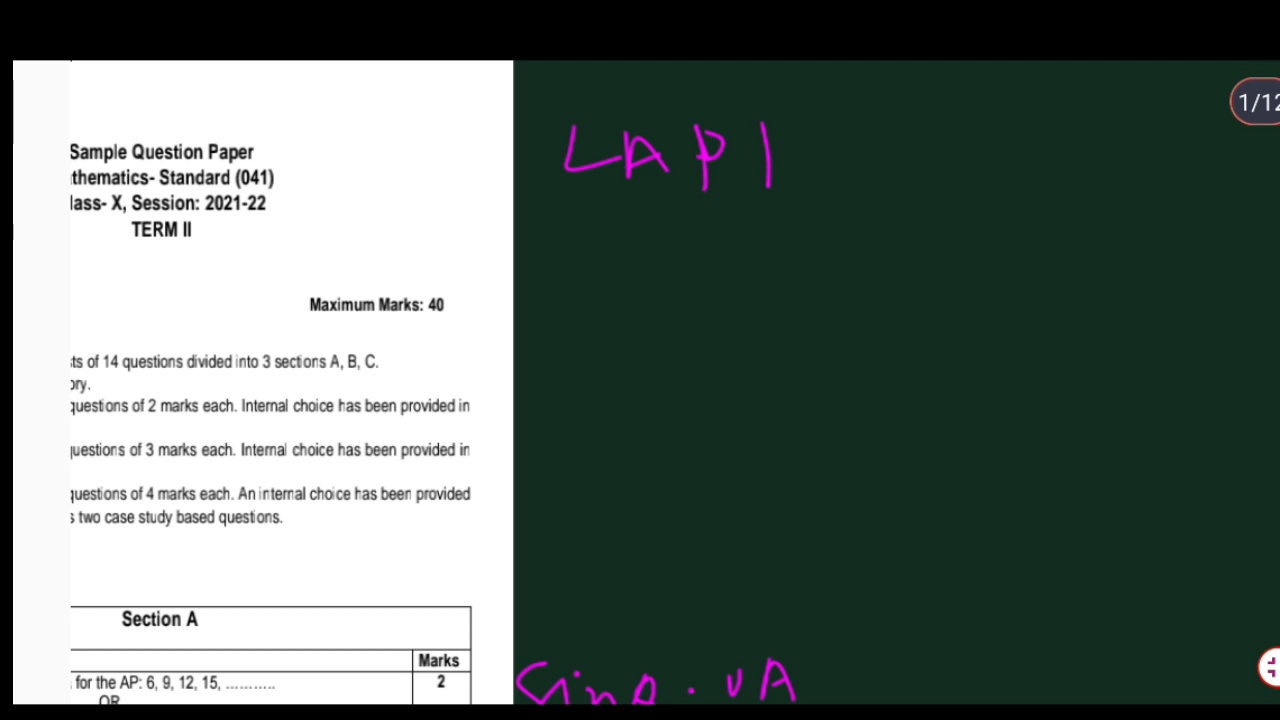 Sample Question Paper
thematics- Standard (041)
lass- X, Session: 2021-22
TERM II
Maximum Marks: 40
ts of 14 questions divided into 3 sections A, B, C.
ory.
questions of 2 marks each. Internal choice has been provided in
questions of 3 marks each. Internal choice has been provided in
questions of 4 marks each. An internal choice has been provided
s two case study based questions.
Section A
Marks
for the AP: 6, 9, 12, 15, ...........
2
OR
LAP1
1/12